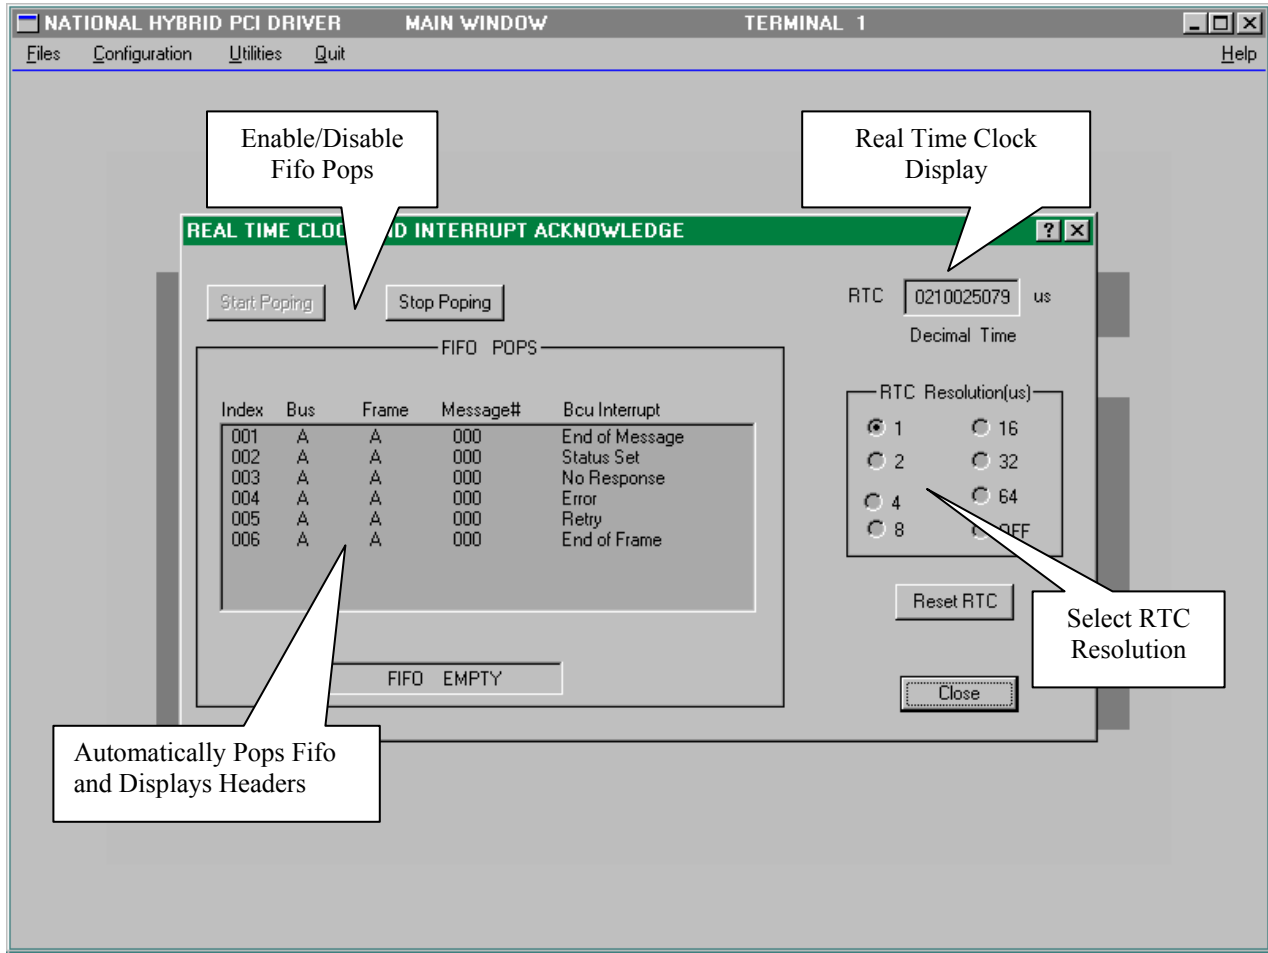 NATIONAL HYBRID PCI DRIVER MAIN WINDOW TERMINAL 1
Files Configuration Utilities Quit Help
Enable/Disable
Fifo Pops
Real Time Clock
Display
REAL TIME CLOC ND INTERRUPT ACKNOWLEDGE
Start Poping Stop Poping
RTC 0210025079 us
Decimal Time
FIFO POPS
Index Bus Frame Message# Bcu Interrupt
001 A A 000 End of Message
002 A A 000 Status Set
003 A A 000 No Response
004 A A 000 Error
005 A A 000 Retry
006 A A 000 End of Frame
FIFO EMPTY
RTC Resolution(us)
1 16
2 32
4 64
8 OFF
Reset RTC
Select RTC
Resolution
Close
Automatically Pops Fifo
and Displays Headers